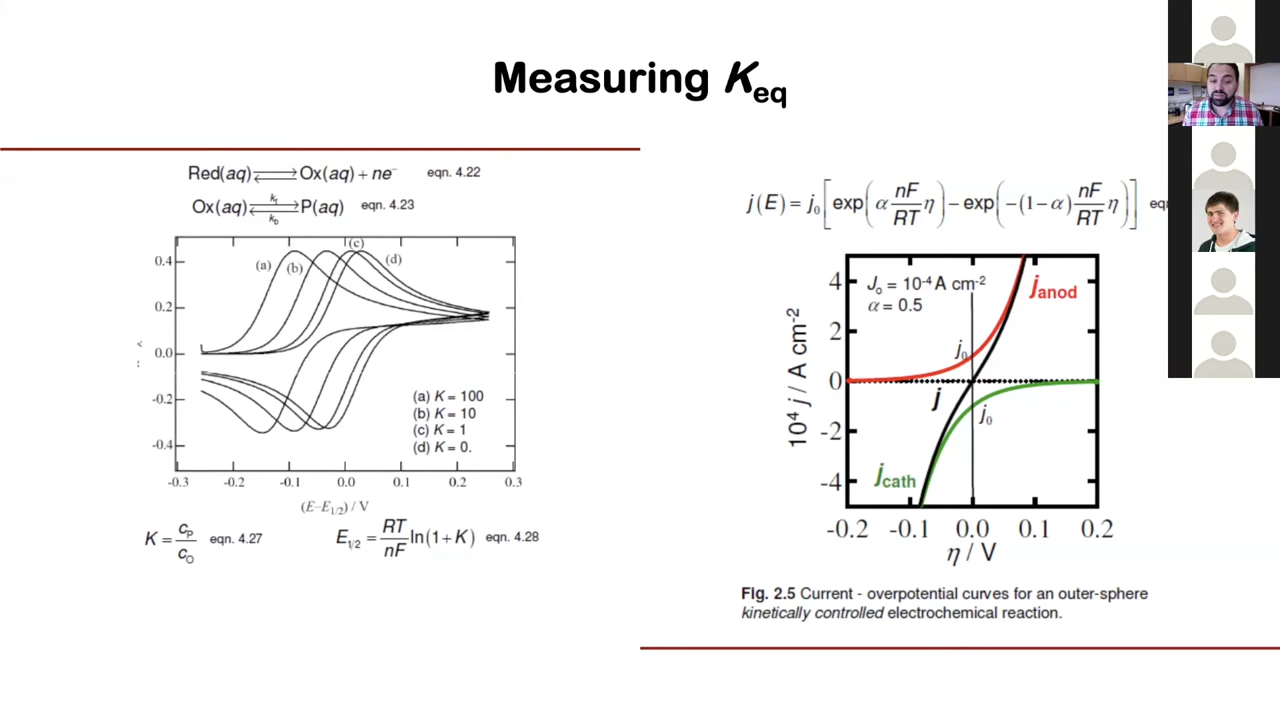 Measuring Keq
Red(aq) ⇌ Ox(aq) + ne⁻ eqn. 4.22
Ox(aq) ⇌ P(aq) eqn. 4.23
kf
kb
(a) (b) (c) (d)
0.4
0.2
0.0
-0.2
-0.4
(a) K = 100
(b) K = 10
(c) K = 1
(d) K = 0.
-0.3 -0.2 -0.1 0.0 0.1 0.2 0.3
(E–E1/2) / V
K = cP/cO eqn. 4.27
E1/2 = RT/nF ln(1+K) eqn. 4.28
j(E) = j0[exp(α nF/RT η) − exp(−(1−α) nF/RT η)] eq
J0 = 10-4 A cm-2
α = 0.5
janod
j0
j
j0
jcath
4
2
0
-2
-4
10⁴ j / A cm-2
-0.2 -0.1 0.0 0.1 0.2
η / V
Fig. 2.5 Current - overpotential curves for an outer-sphere
kinetically controlled electrochemical reaction.